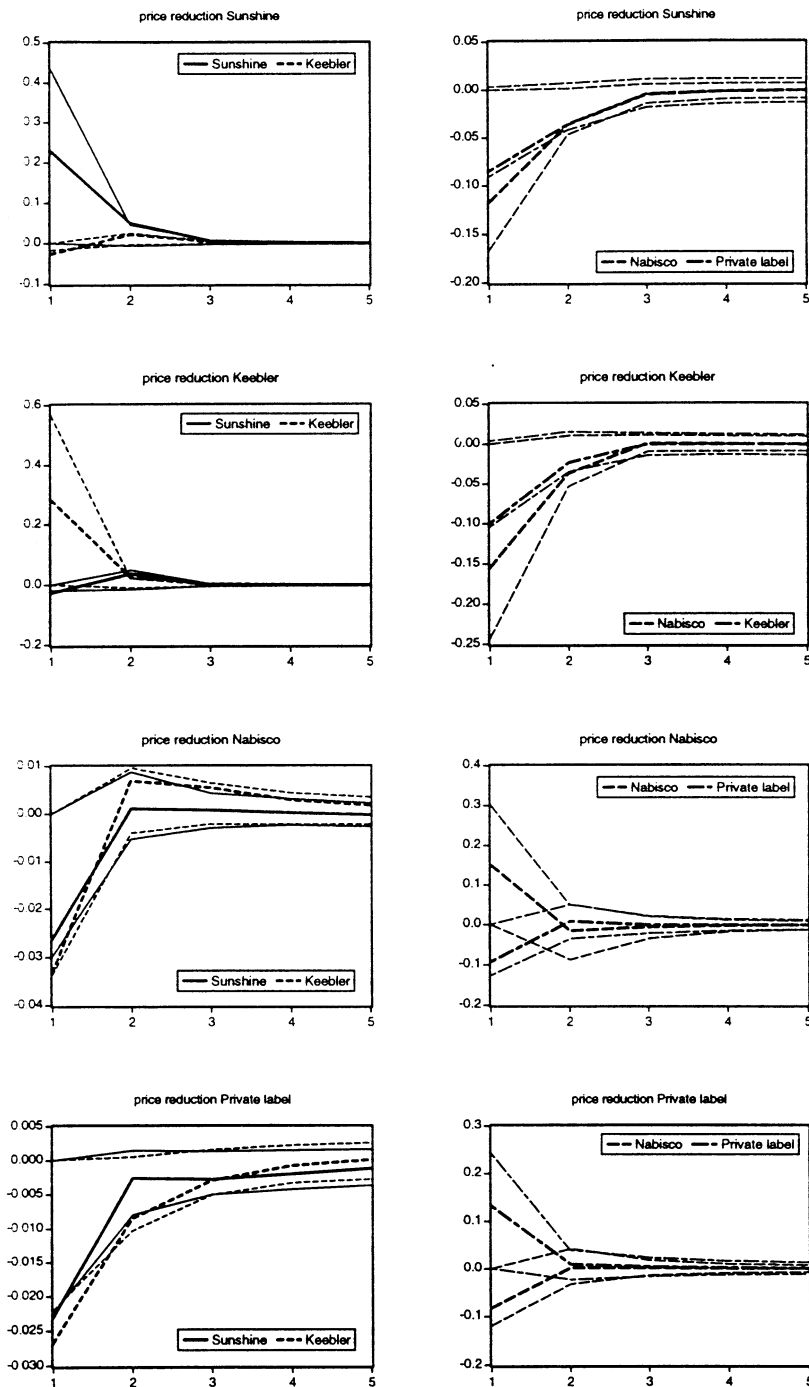 price reduction Sunshine
0.5
0.4
0.3
0.2
0.1
0.0
-0.1
Sunshine Keebler
1 2 3 4 5
price reduction Sunshine
0.05
0.00
-0.05
-0.10
-0.15
-0.20
Nabisco Private label
1 2 3 4 5
price reduction Keebler
0.6
0.4
0.2
0.0
-0.2
Sunshine Keebler
1 2 3 4 5
price reduction Keebler
0.05
0.00
-0.05
-0.10
-0.15
-0.20
-0.25
Nabisco Keebler
1 2 3 4 5
price reduction Nabisco
0.01
0.00
-0.01
-0.02
-0.03
-0.04
Sunshine Keebler
1 2 3 4 5
price reduction Nabisco
0.4
0.3
0.2
0.1
0.0
-0.1
-0.2
Nabisco Private label
1 2 3 4 5
price reduction Private label
0.005
0.000
-0.005
-0.010
-0.015
-0.020
-0.025
-0.030
Sunshine Keebler
1 2 3 4 5
price reduction Private label
0.3
0.2
0.1
0.0
-0.1
-0.2
Nabisco Private label
1 2 3 4 5